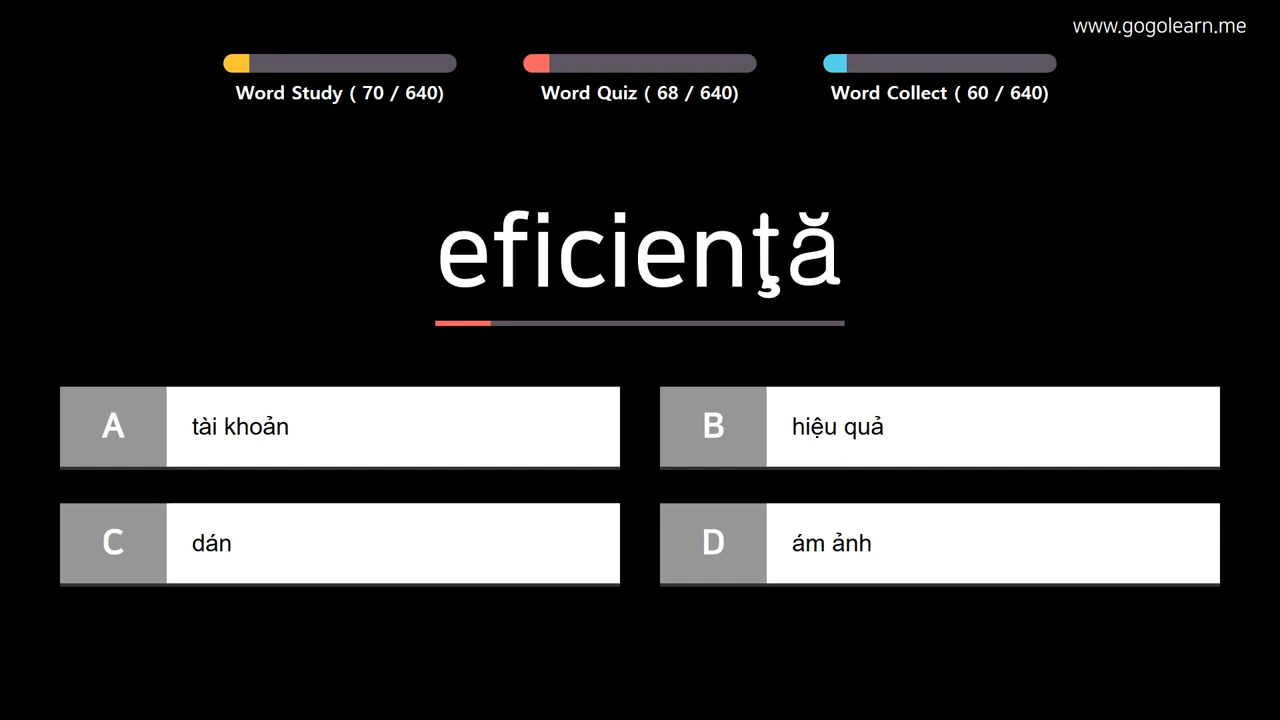 www.gogolearn.me
Word Study ( 70 / 640)
Word Quiz ( 68 / 640)
Word Collect ( 60 / 640)
eficienţă
A
tài khoản
B
hiệu quả
C
dán
D
ám ảnh